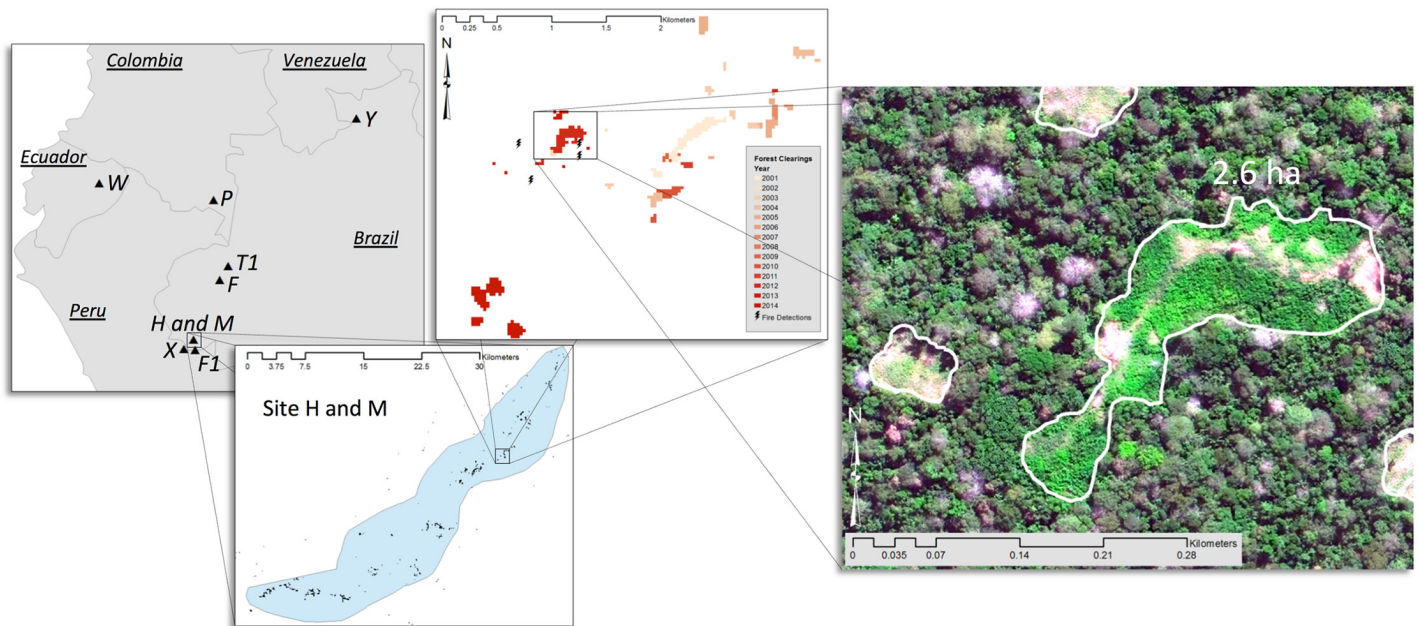 Colombia
Venezuela
Y
Ecuador
W
P
Brazil
T1
F
Peru
H and M
X
F1
0 3.75 7.5 15 22.5 30
Kilometers
Site H and M
Kilometers
0 0.25 0.5 1 1.5 2
N
Forest Clearings
Year
2001
2002
2003
2004
2005
2006
2007
2008
2009
2010
2011
2012
2013
2014
Fire Detections
2.6 ha
N
Kilometers
0 0.035 0.07 0.14 0.21 0.28